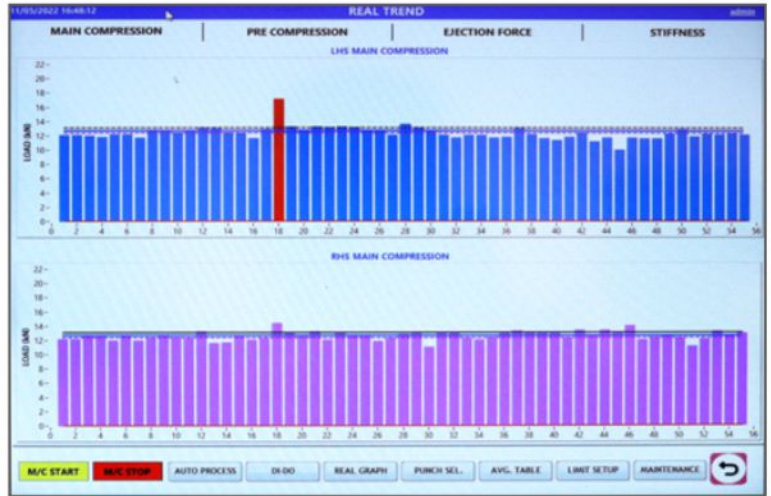 11/05/2022 16:48:12 REAL TREND admin
MAIN COMPRESSION PRE COMPRESSION EJECTION FORCE STIFFNESS
LHS MAIN COMPRESSION
22
20
18
16
14
12
10
8
6
4
2
0
LOAD (kN)
0 2 4 6 8 10 12 14 16 18 20 22 24 26 28 30 32 34 36 38 40 42 44 46 48 50 52 54 56
RHS MAIN COMPRESSION
22
20
18
16
14
12
10
8
6
4
2
0
LOAD (kN)
0 2 4 6 8 10 12 14 16 18 20 22 24 26 28 30 32 34 36 38 40 42 44 46 48 50 52 54 56
M/C START M/C STOP AUTO PROCESS DI-DO REAL GRAPH PUNCH SEL. AVG. TABLE LIMIT SETUP MAINTENANCE